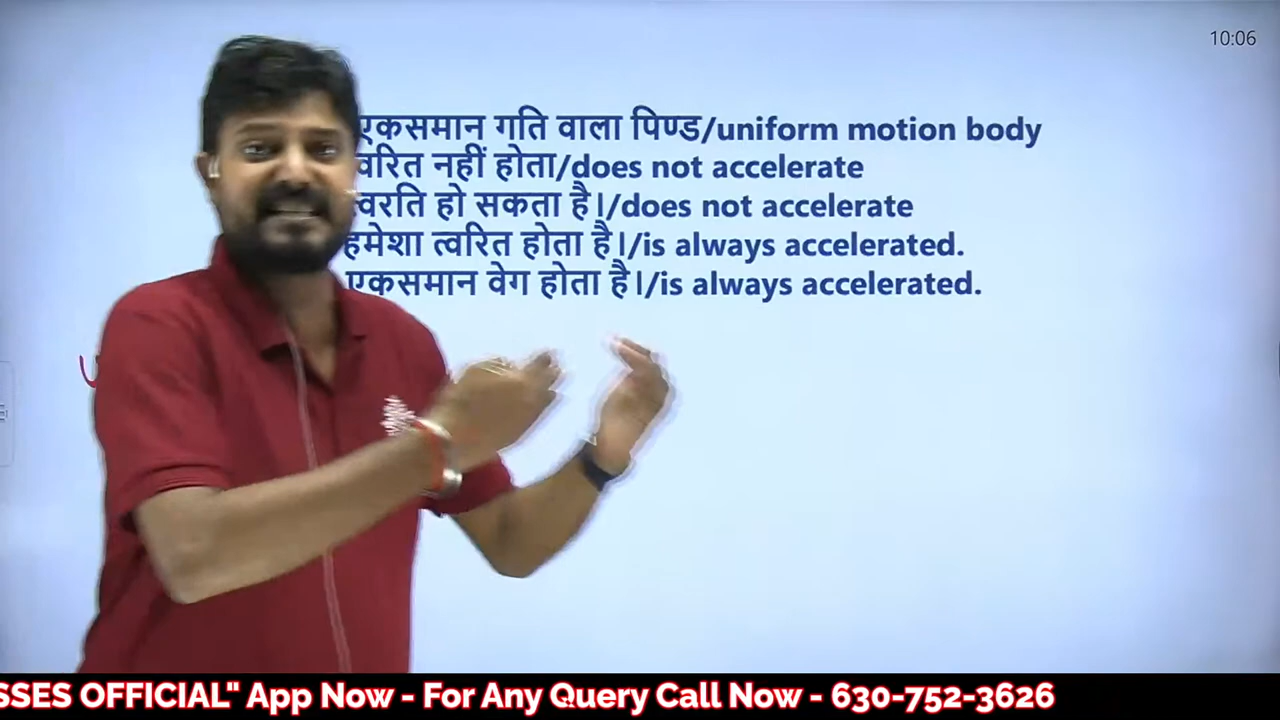 10:06
एकसमान गति वाला पिण्ड/uniform motion body
त्वरित नहीं होता/does not accelerate
त्वरति हो सकता है।/does not accelerate
हमेशा त्वरित होता है।/is always accelerated.
एकसमान वेग होता है।/is always accelerated.
SSES OFFICIAL" App Now - For Any Query Call Now - 630-752-3626